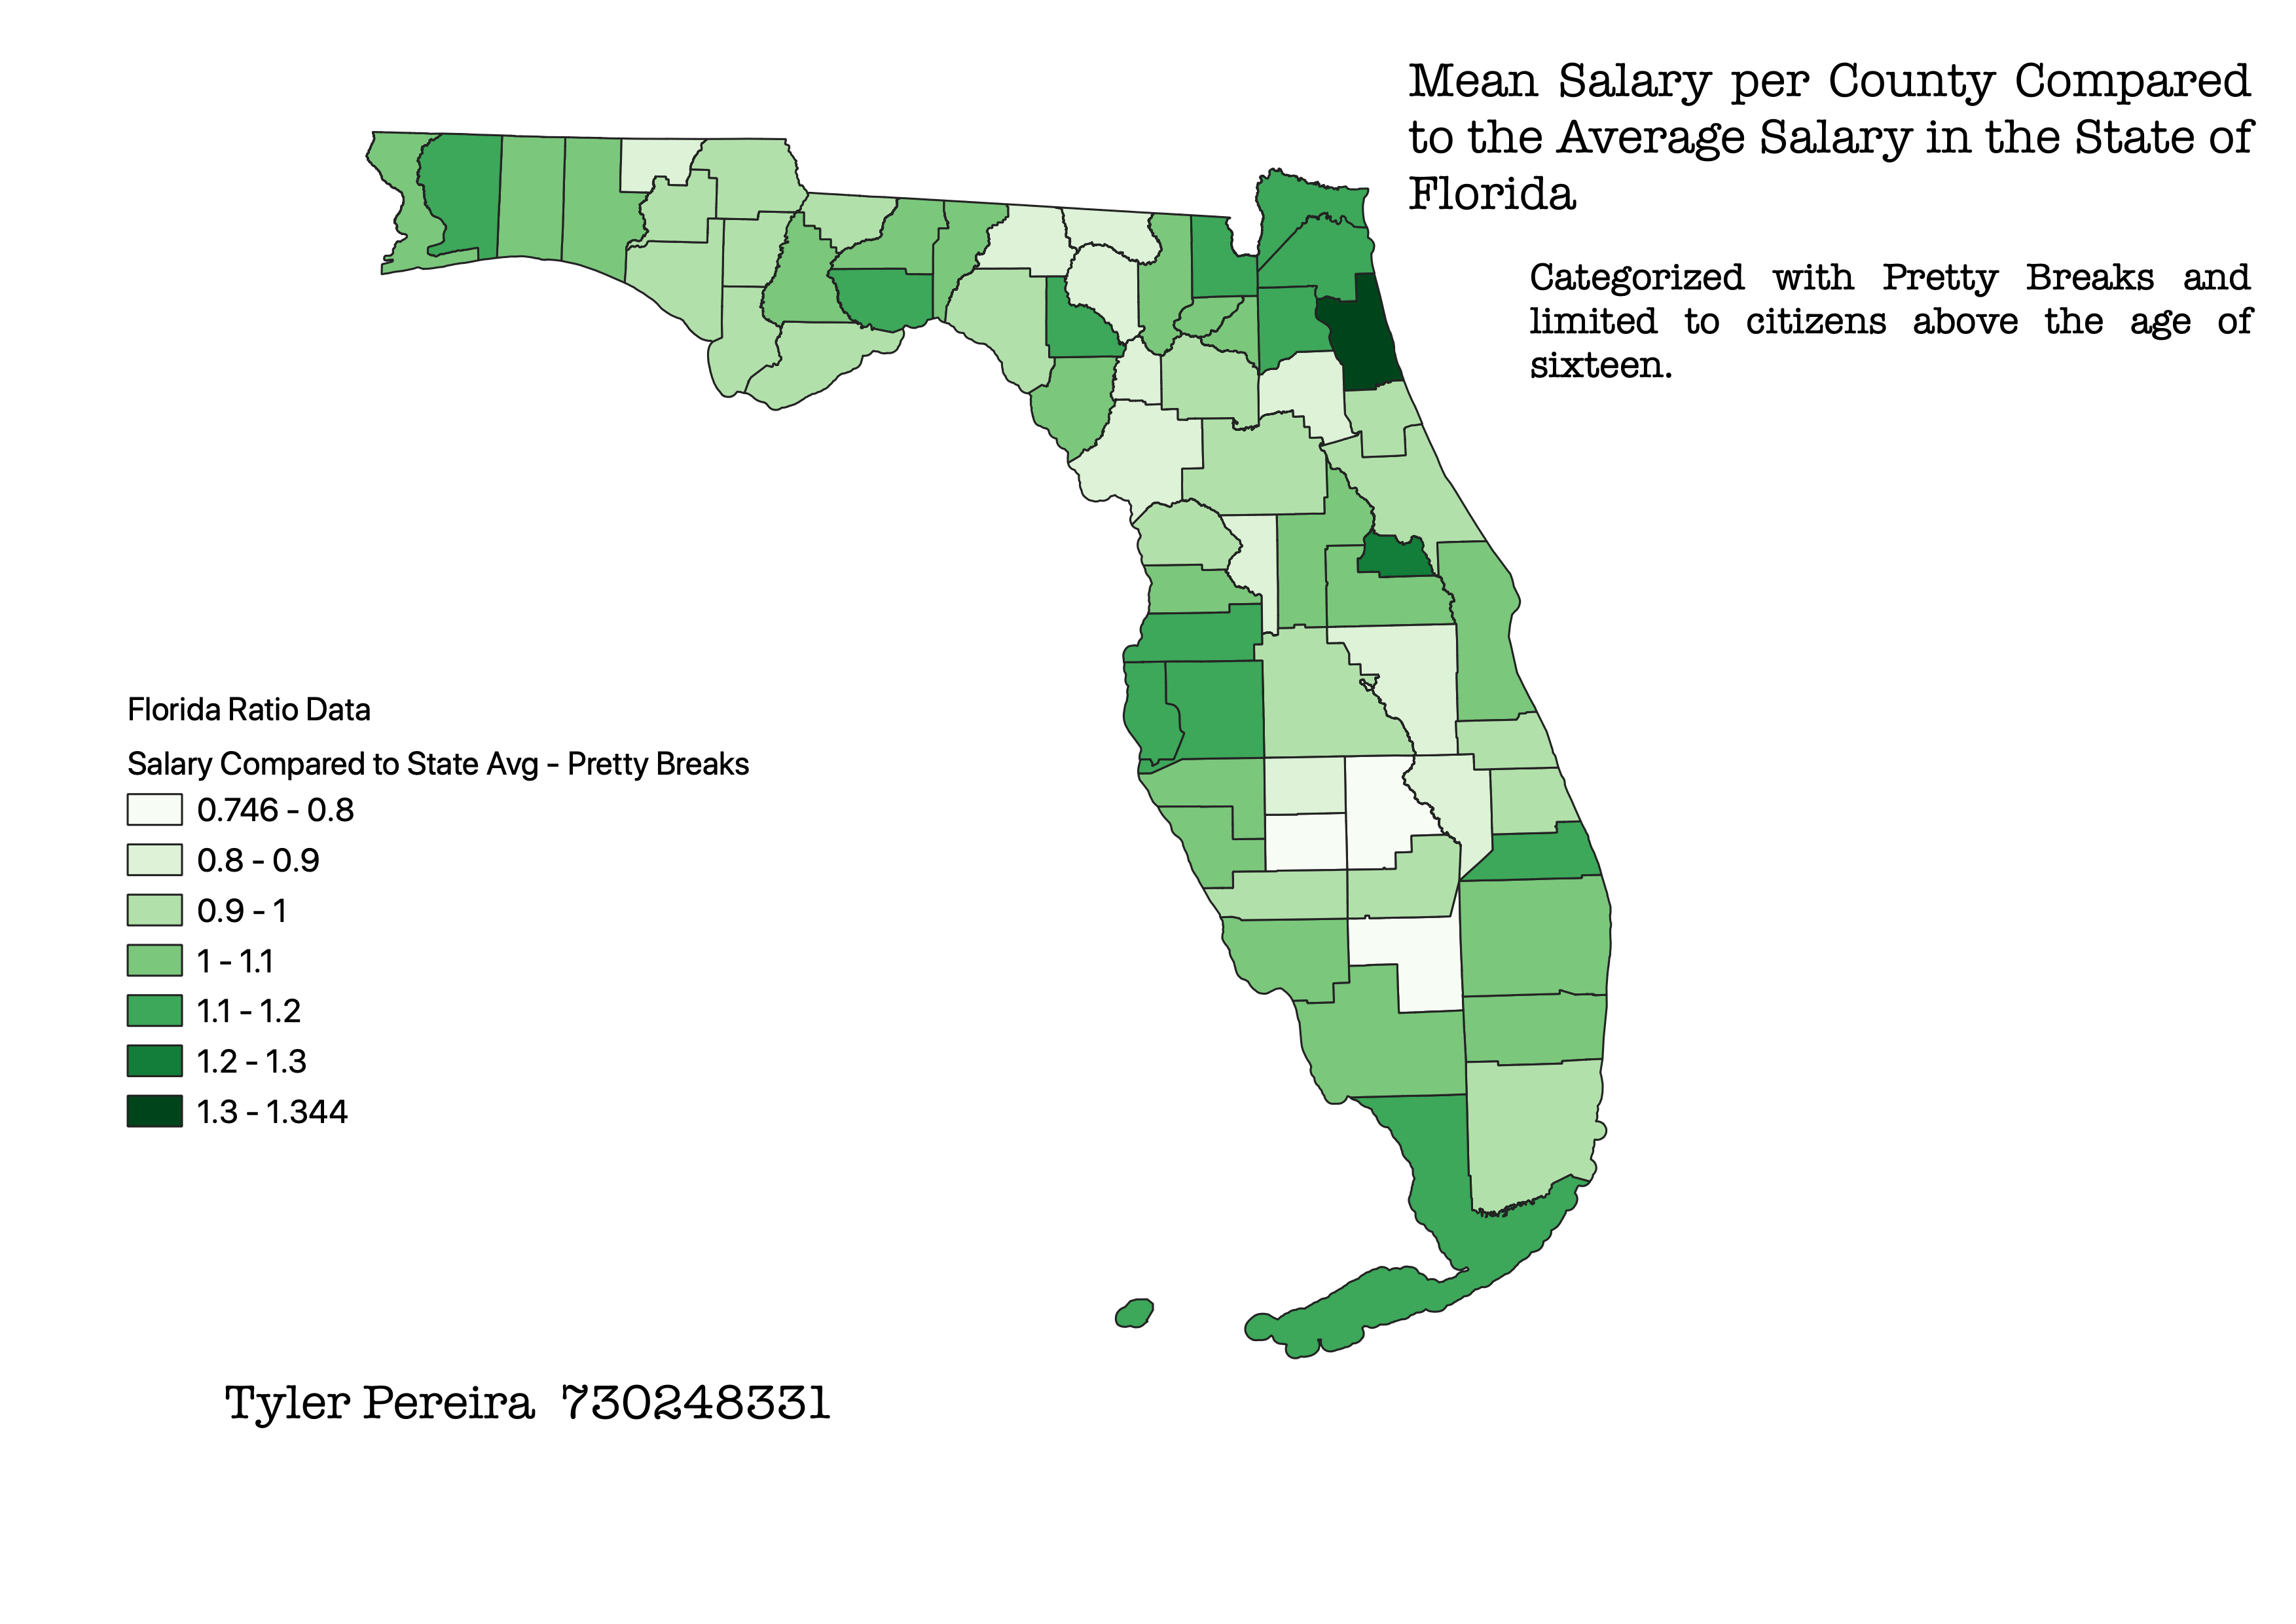 Mean Salary per County Compared
to the Average Salary in the State of
Florida
Categorized with Pretty Breaks and
limited to citizens above the age of
sixteen.
Florida Ratio Data
Salary Compared to State Avg - Pretty Breaks
0.746 - 0.8
0.8 - 0.9
0.9 - 1
1 - 1.1
1.1 - 1.2
1.2 - 1.3
1.3 - 1.344
Tyler Pereira 730248331